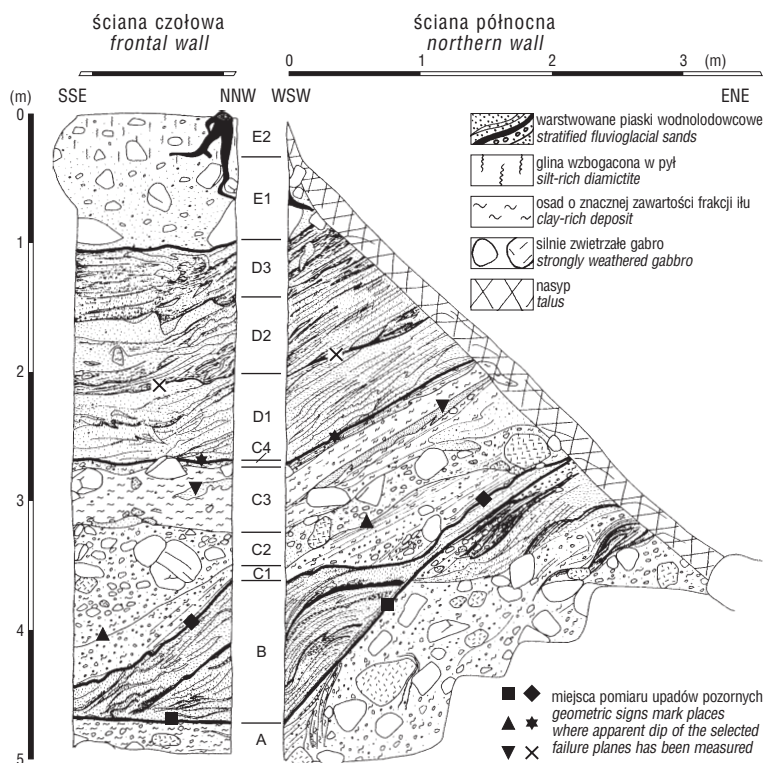 ściana czołowa
frontal wall
ściana północna
northern wall
0 1 2 3 (m)
(m) SSE NNW WSW ENE
0
1
2
3
4
5
E2
E1
D3
D2
D1
C4
C3
C2
C1
B
A
warstwowane piaski wodnolodowcowe
stratified fluvioglacial sands
glina wzbogacona w pył
silt-rich diamictite
osad o znacznej zawartości frakcji iłu
clay-rich deposit
silnie zwietrzałe gabro
strongly weathered gabbro
nasyp
talus
miejsca pomiaru upadów pozornych
geometric signs mark places
where apparent dip of the selected
failure planes has been measured